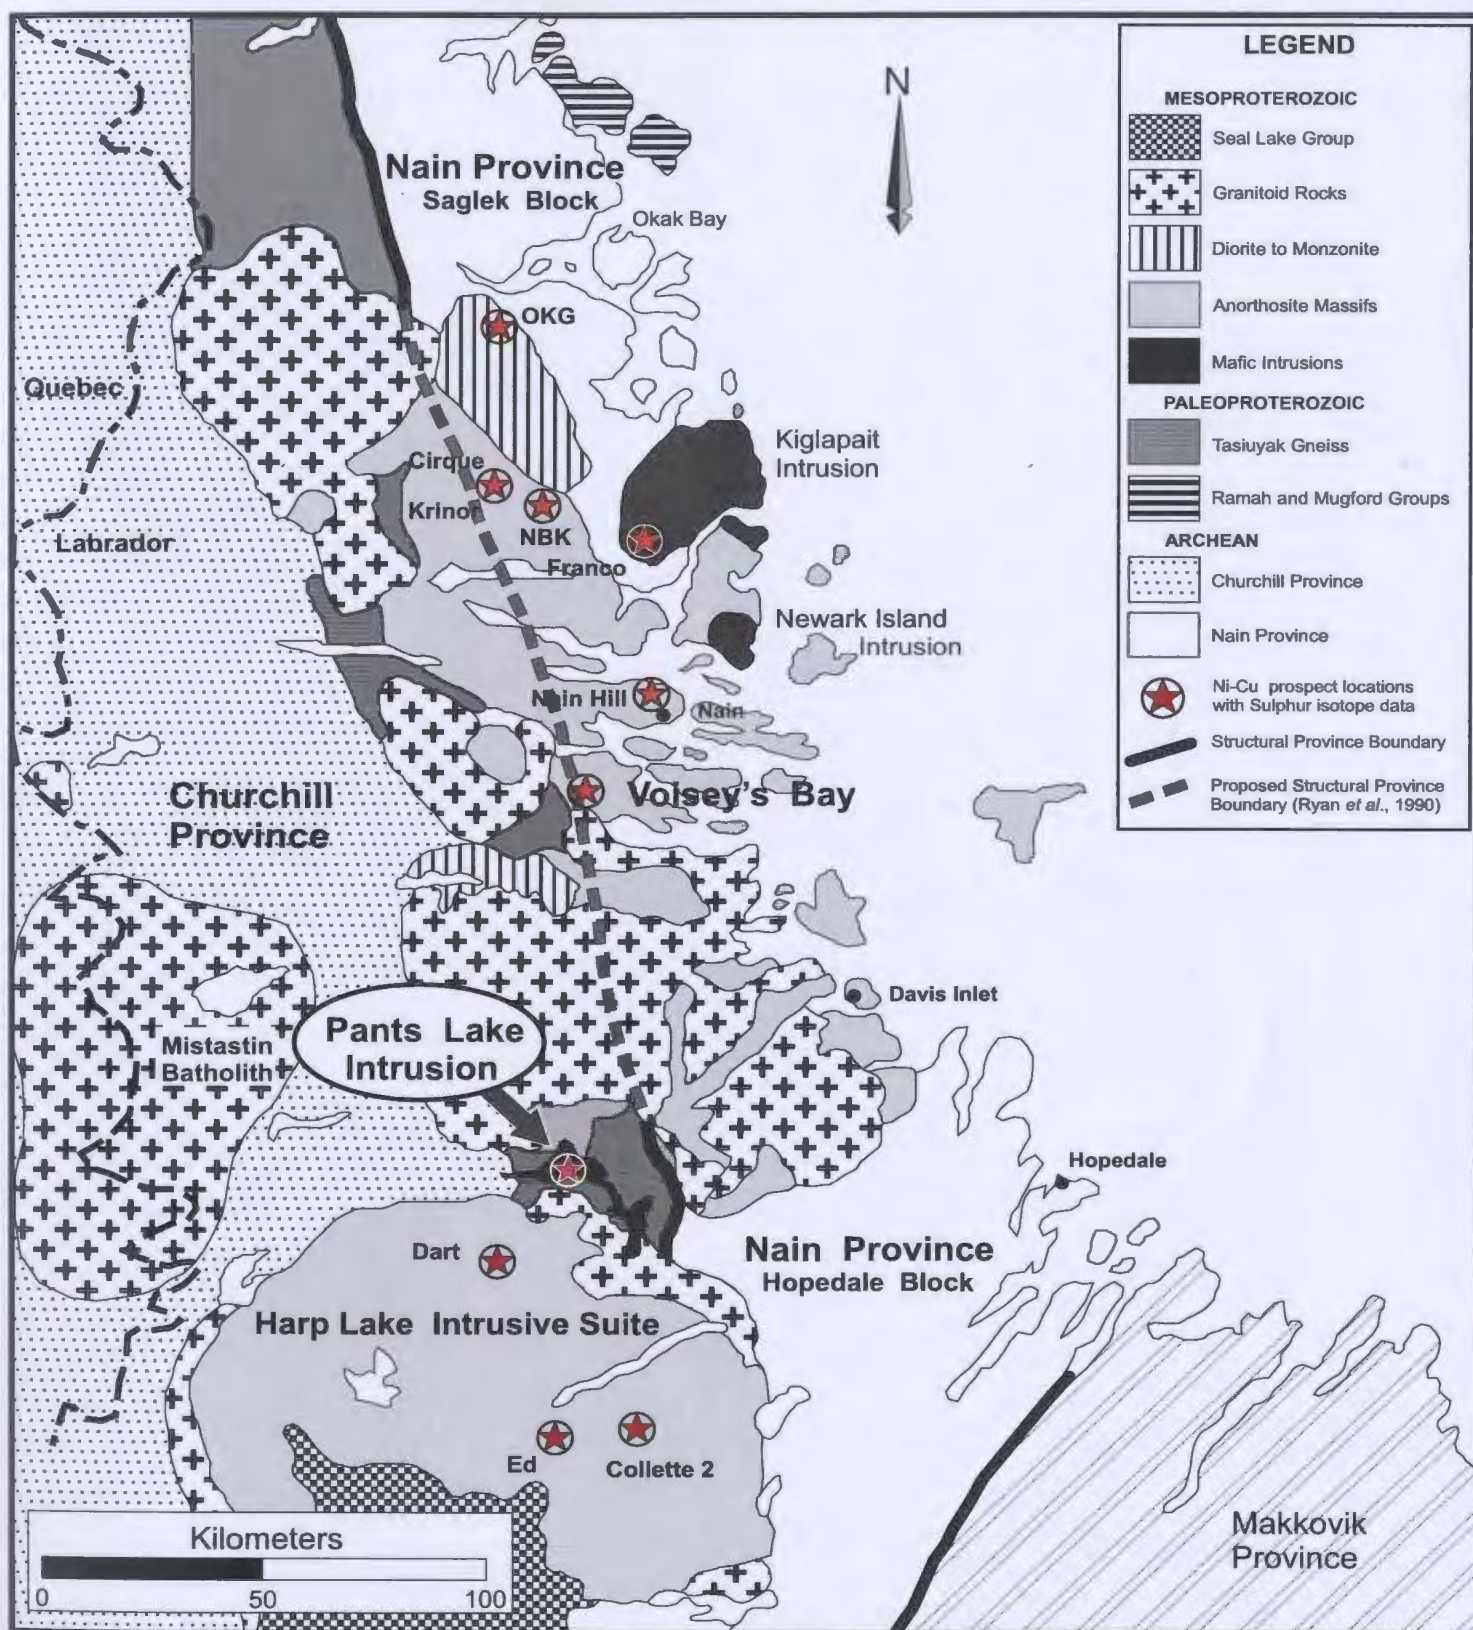 LEGEND
MESOPROTEROZOIC
Seal Lake Group
Granitoid Rocks
Diorite to Monzonite
Anorthosite Massifs
Mafic Intrusions
PALEOPROTEROZOIC
Tasiuyak Gneiss
Ramah and Mugford Groups
ARCHEAN
Churchill Province
Nain Province
Ni-Cu prospect locations
with Sulphur isotope data
Structural Province Boundary
Proposed Structural Province
Boundary (Ryan et al., 1990)
N
Nain Province
Saglek Block
Okak Bay
OKG
Quebec
Kiglapait
Intrusion
Cirque
Krinor
NBK
Labrador
Franco
Newark Island
Intrusion
Nain Hill
Nain
Churchill
Province
Voisey's Bay
Davis Inlet
Pants Lake
Intrusion
Mistastin
Batholith
Hopedale
Dart
Nain Province
Hopedale Block
Harp Lake Intrusive Suite
Ed
Collette 2
Makkovik
Province
Kilometers
0 50 100